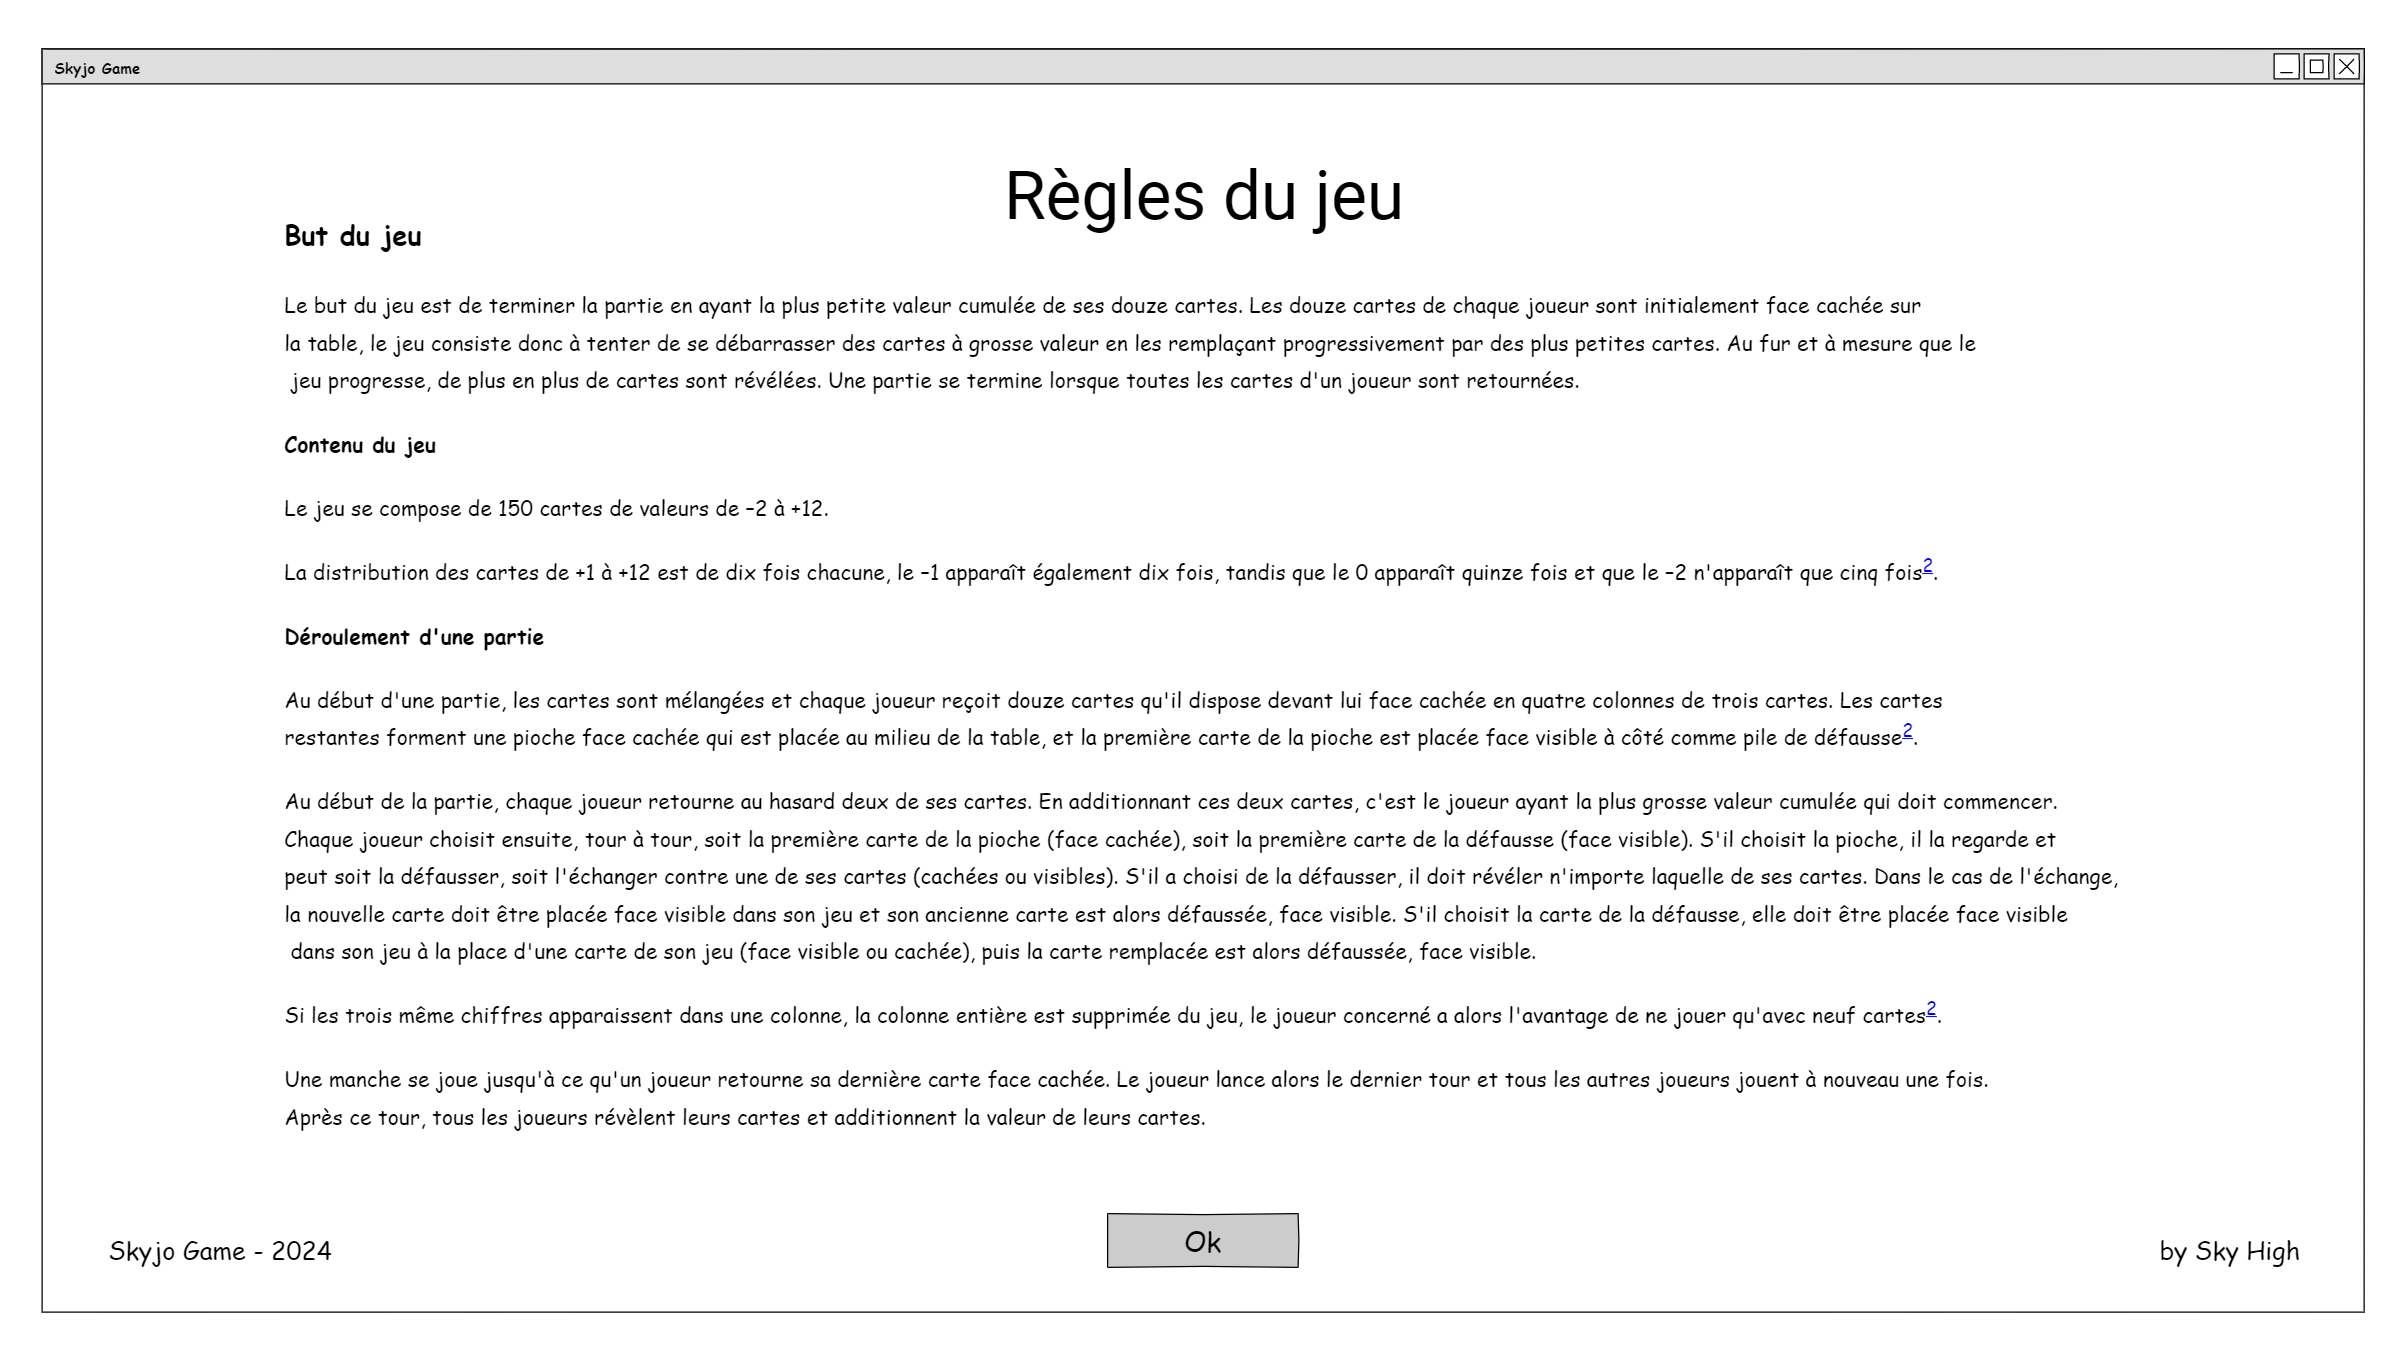 Skyjo Game
Règles du jeu
But du jeu
Le but du jeu est de terminer la partie en ayant la plus petite valeur cumulée de ses douze cartes. Les douze cartes de chaque joueur sont initialement face cachée sur
la table, le jeu consiste donc à tenter de se débarrasser des cartes à grosse valeur en les remplaçant progressivement par des plus petites cartes. Au fur et à mesure que le
jeu progresse, de plus en plus de cartes sont révélées. Une partie se termine lorsque toutes les cartes d'un joueur sont retournées.
Contenu du jeu
Le jeu se compose de 150 cartes de valeurs de –2 à +12.
La distribution des cartes de +1 à +12 est de dix fois chacune, le –1 apparaît également dix fois, tandis que le 0 apparaît quinze fois et que le –2 n'apparaît que cinq fois2.
Déroulement d'une partie
Au début d'une partie, les cartes sont mélangées et chaque joueur reçoit douze cartes qu'il dispose devant lui face cachée en quatre colonnes de trois cartes. Les cartes
restantes forment une pioche face cachée qui est placée au milieu de la table, et la première carte de la pioche est placée face visible à côté comme pile de défausse2.
Au début de la partie, chaque joueur retourne au hasard deux de ses cartes. En additionnant ces deux cartes, c'est le joueur ayant la plus grosse valeur cumulée qui doit commencer.
Chaque joueur choisit ensuite, tour à tour, soit la première carte de la pioche (face cachée), soit la première carte de la défausse (face visible). S'il choisit la pioche, il la regarde et
peut soit la défausser, soit l'échanger contre une de ses cartes (cachées ou visibles). S'il a choisi de la défausser, il doit révéler n'importe laquelle de ses cartes. Dans le cas de l'échange,
la nouvelle carte doit être placée face visible dans son jeu et son ancienne carte est alors défaussée, face visible. S'il choisit la carte de la défausse, elle doit être placée face visible
dans son jeu à la place d'une carte de son jeu (face visible ou cachée), puis la carte remplacée est alors défaussée, face visible.
Si les trois même chiffres apparaissent dans une colonne, la colonne entière est supprimée du jeu, le joueur concerné a alors l'avantage de ne jouer qu'avec neuf cartes2.
Une manche se joue jusqu'à ce qu'un joueur retourne sa dernière carte face cachée. Le joueur lance alors le dernier tour et tous les autres joueurs jouent à nouveau une fois.
Après ce tour, tous les joueurs révèlent leurs cartes et additionnent la valeur de leurs cartes.
Ok
Skyjo Game - 2024
by Sky High